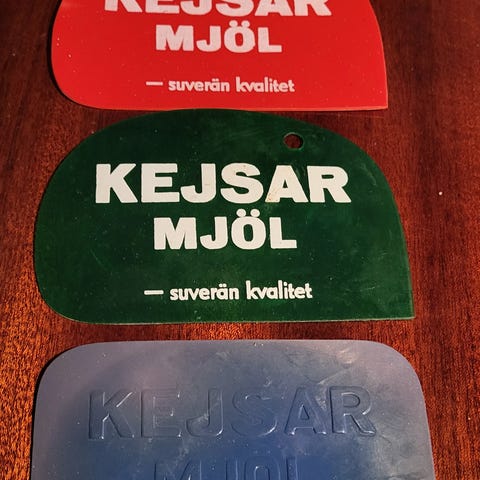 KEJSAR
MJÖL
— suverän kvalitet
KEJSAR
MJÖL
— suverän kvalitet
KEJSAR
MJÖL